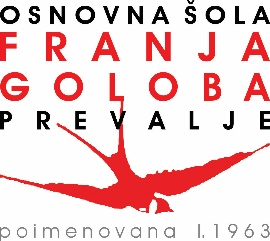 OSNOVNA ŠOLA
FRANJA
GOLOBA
PREVALJE
poimenovana l.1963